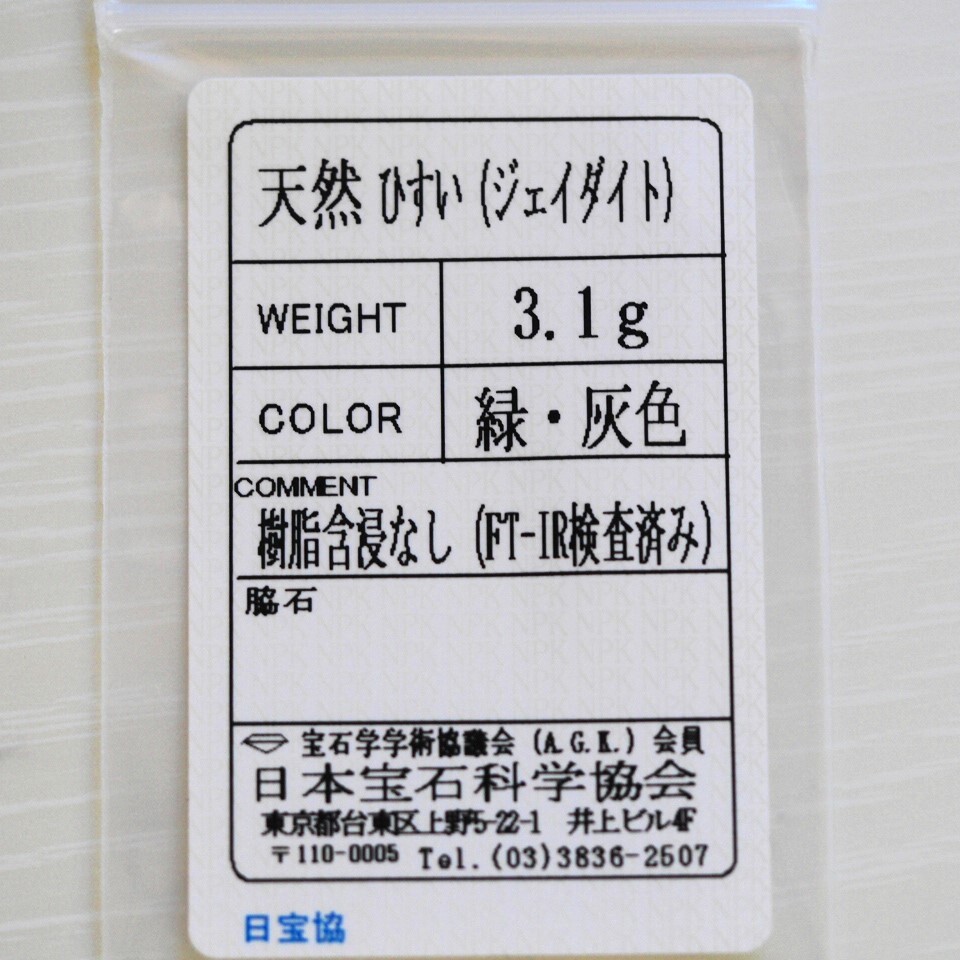 天然 ひすい (ジェイダイト)
WEIGHT 3.1g
COLOR 緑・灰色
COMMENT
樹脂含浸なし (FT-IR検査済み)
脇石
宝石学学術協議会 (A.G.K.) 会員
日本宝石科学協会
東京都台東区上野5-22-1 井上ビル4F
〒110-0005 Tel.(03)3836-2507
日宝協